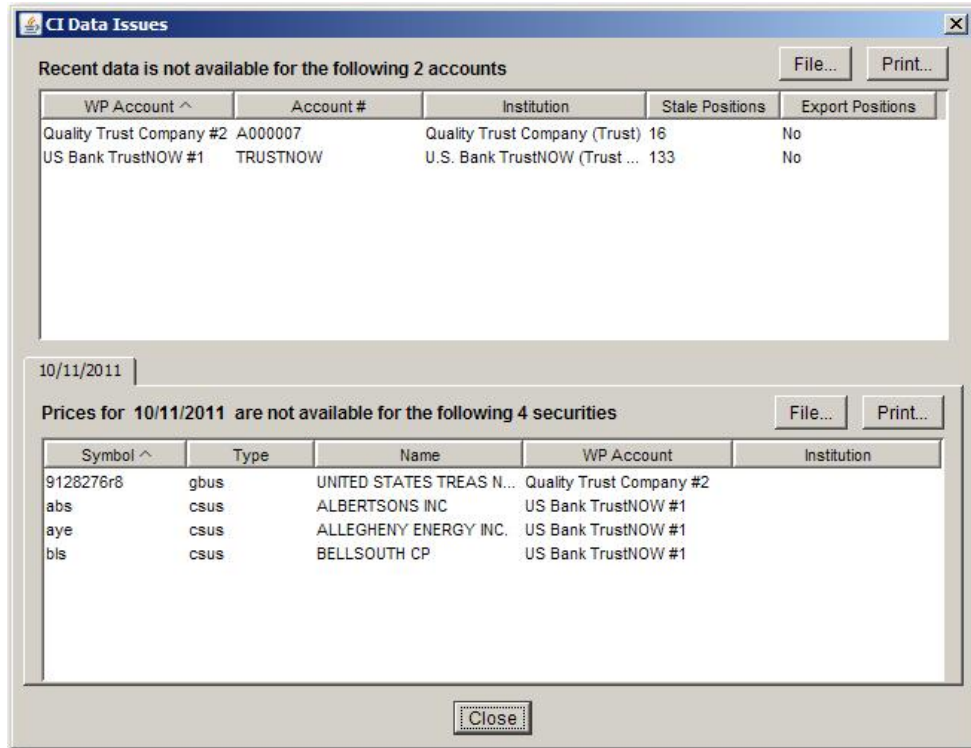 CI Data Issues
Recent data is not available for the following 2 accounts File... Print...
WP Account ^ Account # Institution Stale Positions Export Positions
Quality Trust Company #2 A000007 Quality Trust Company (Trust) 16 No
US Bank TrustNOW #1 TRUSTNOW U.S. Bank TrustNOW (Trust ... 133 No
10/11/2011
Prices for 10/11/2011 are not available for the following 4 securities File... Print...
Symbol ^ Type Name WP Account Institution
9128276r8 gbus UNITED STATES TREAS N... Quality Trust Company #2
abs csus ALBERTSONS INC US Bank TrustNOW #1
aye csus ALLEGHENY ENERGY INC. US Bank TrustNOW #1
bls csus BELLSOUTH CP US Bank TrustNOW #1
Close